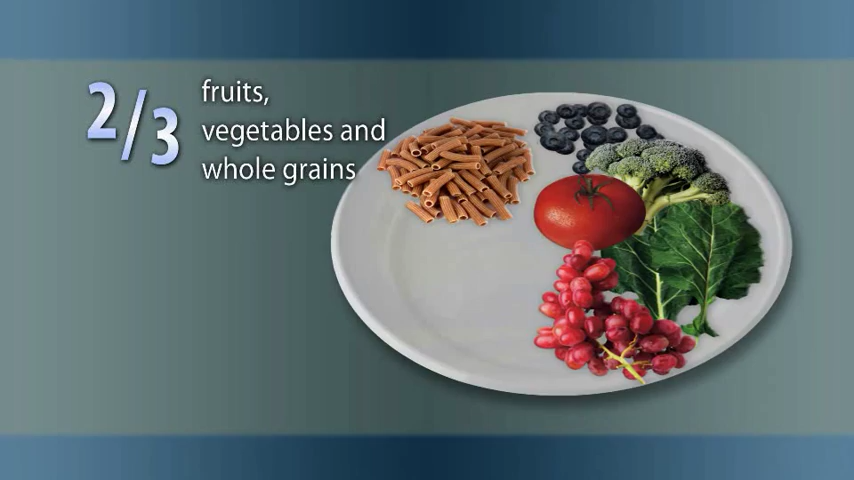 2/3 fruits,
vegetables and
whole grains